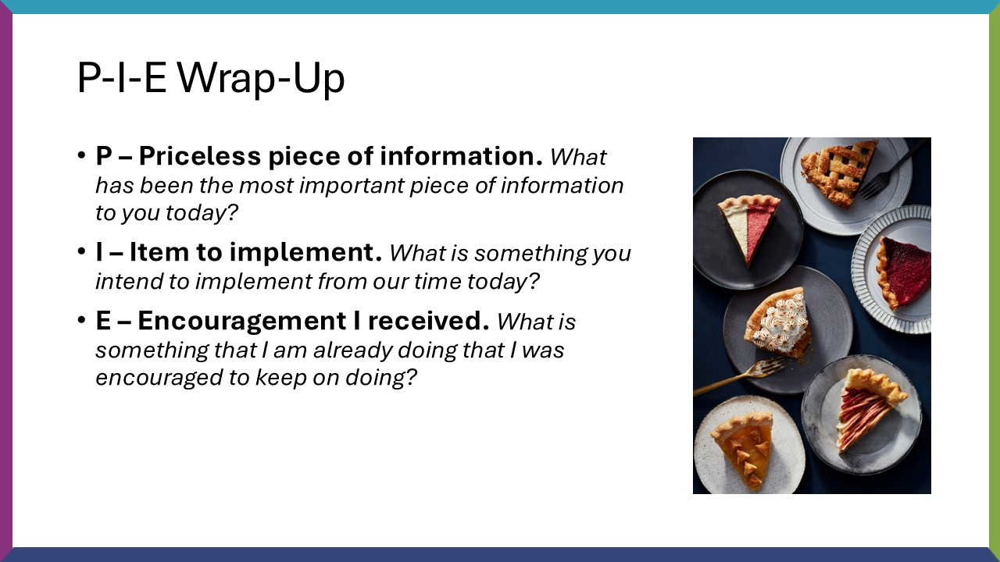 P-I-E Wrap-Up
• P – Priceless piece of information. What
has been the most important piece of information
to you today?
• I – Item to implement. What is something you
intend to implement from our time today?
• E – Encouragement I received. What is
something that I am already doing that I was
encouraged to keep on doing?